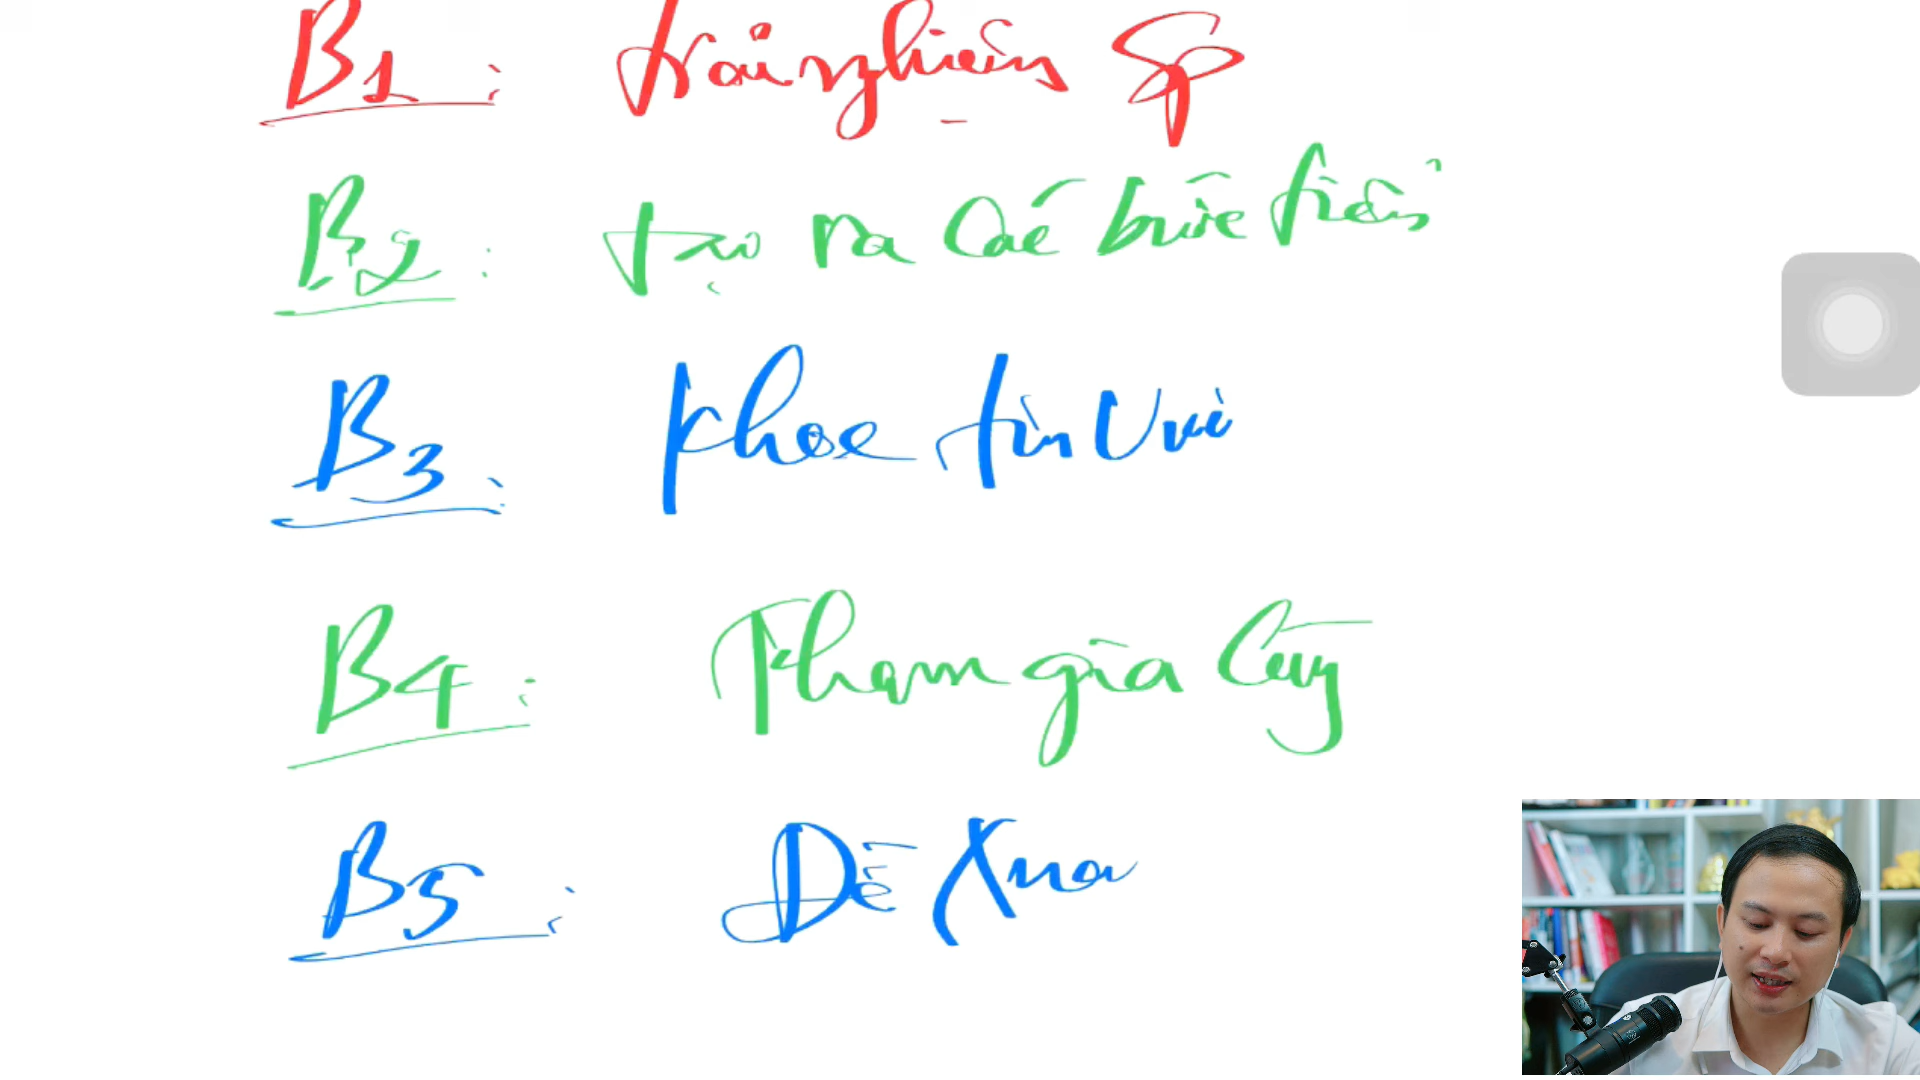 B1: trải nghiệm sp
B2: tạo ra các bước tiến
B3: khoe tin vui
B4: Tham gia
B5: Đề